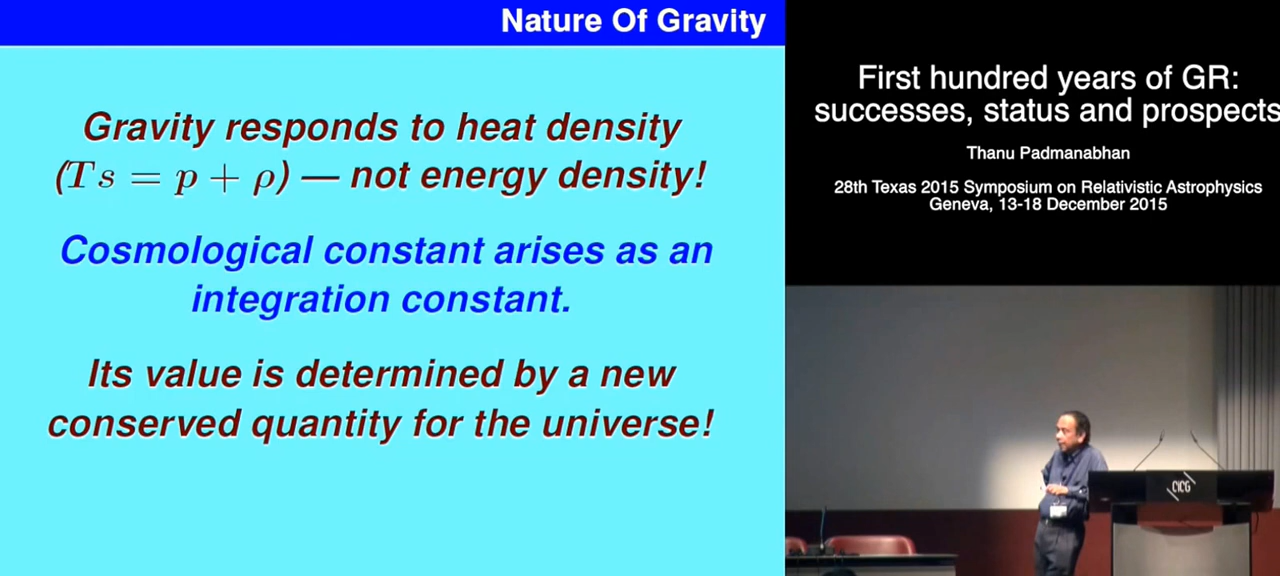 Nature Of Gravity
Gravity responds to heat density
(Ts = p + ρ) — not energy density!
Cosmological constant arises as an
integration constant.
Its value is determined by a new
conserved quantity for the universe!
First hundred years of GR:
successes, status and prospects
Thanu Padmanabhan
28th Texas 2015 Symposium on Relativistic Astrophysics
Geneva, 13-18 December 2015
CICG